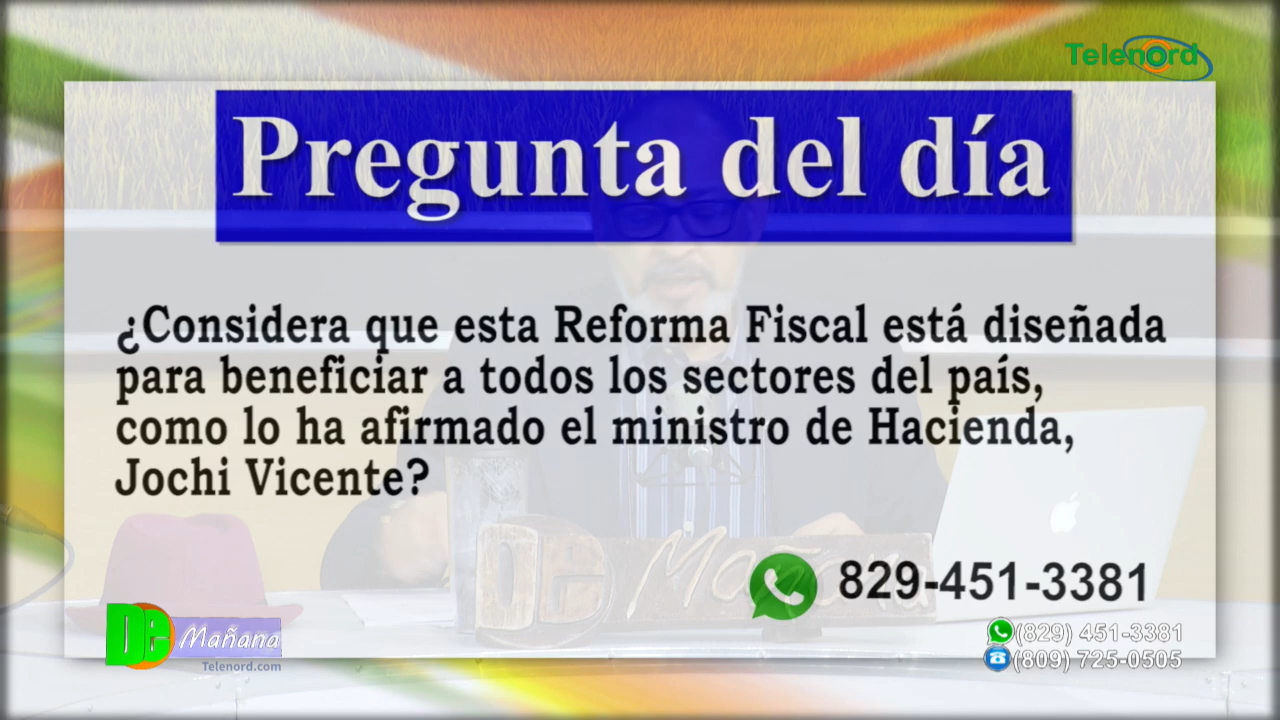 Telenord
Pregunta del día
¿Considera que esta Reforma Fiscal está diseñada
para beneficiar a todos los sectores del país,
como lo ha afirmado el ministro de Hacienda,
Jochi Vicente?
De Mañana
829-451-3381
De Mañana
Telenord.com
(829) 451-3381
(809) 725-0505